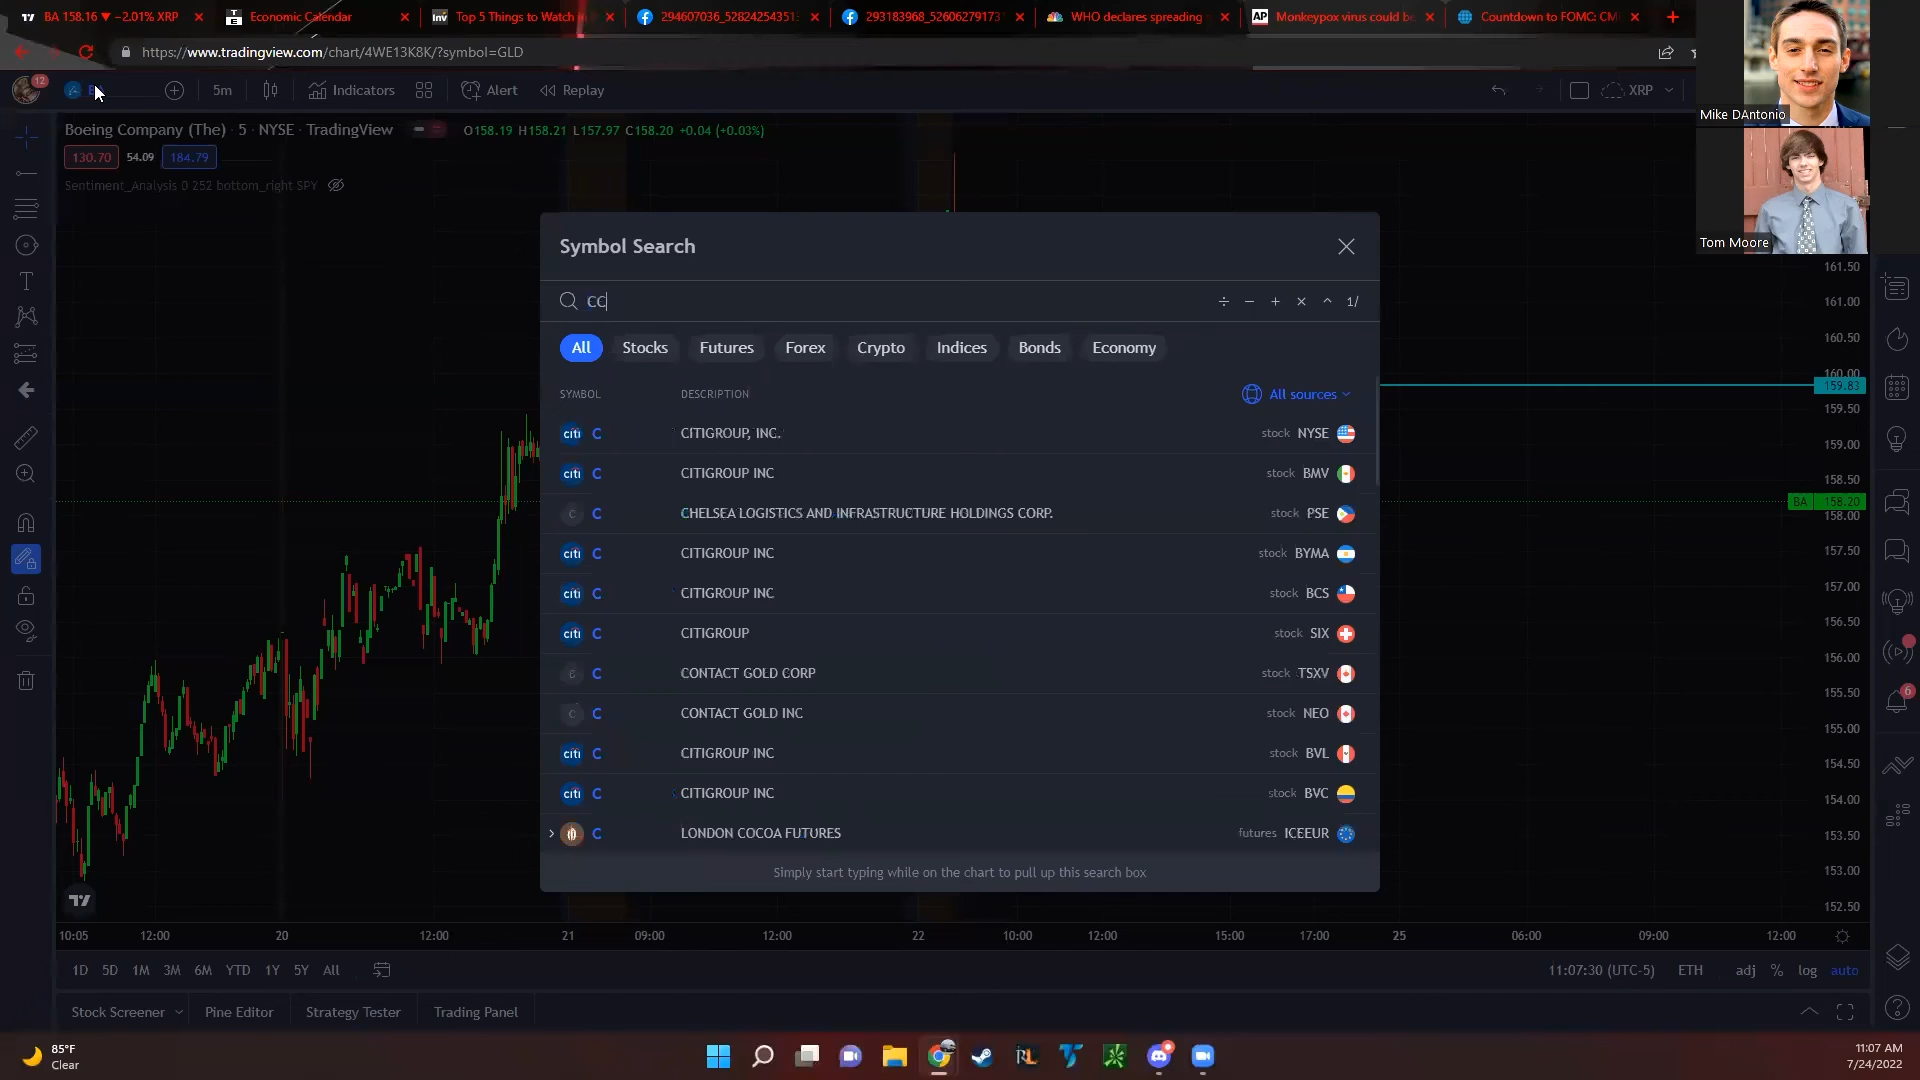 BA 158.16 ▼ −2.01% XRP
Economic Calendar
Top 5 Things to Watch
294607036_52824254351
293183968_52606279173
WHO declares spreading
Monkeypox virus could b
Countdown to FOMC: CM
https://www.tradingview.com/chart/4WE13K8K/?symbol=GLD
12
5m
Indicators
Alert
Replay
XRP
Mike DAntonio
Tom Moore
Boeing Company (The) · 5 · NYSE · TradingView
O158.19 H158.21 L157.97 C158.20 +0.04 (+0.03%)
130.70
54.09
184.79
Sentiment_Analysis 0 252 bottom_right SPY
Symbol Search
CC
÷ − + × ^ 1/
All
Stocks
Futures
Forex
Crypto
Indices
Bonds
Economy
SYMBOL
DESCRIPTION
All sources
citi C CITIGROUP, INC. stock NYSE
citi C CITIGROUP INC stock BMV
C C CHELSEA LOGISTICS AND INFRASTRUCTURE HOLDINGS CORP. stock PSE
citi C CITIGROUP INC stock BYMA
citi C CITIGROUP INC stock BCS
citi C CITIGROUP stock SIX
C CONTACT GOLD CORP stock TSXV
C C CONTACT GOLD INC stock NEO
citi C CITIGROUP INC stock BVL
citi C CITIGROUP INC stock BVC
C LONDON COCOA FUTURES futures ICEEUR
Simply start typing while on the chart to pull up this search box
161.50
161.00
160.50
160.00
159.83
159.50
159.00
158.50
BA 158.20
158.00
157.50
157.00
156.50
156.00
155.50
155.00
154.50
154.00
153.50
153.00
152.50
6
10:05 12:00 20 12:00 21 09:00 12:00 22 10:00 12:00 15:00 17:00 25 06:00 09:00 12:00
1D 5D 1M 3M 6M YTD 1Y 5Y All
11:07:30 (UTC-5) ETH adj % log auto
Stock Screener
Pine Editor
Strategy Tester
Trading Panel
85°F
Clear
11:07 AM
7/24/2022